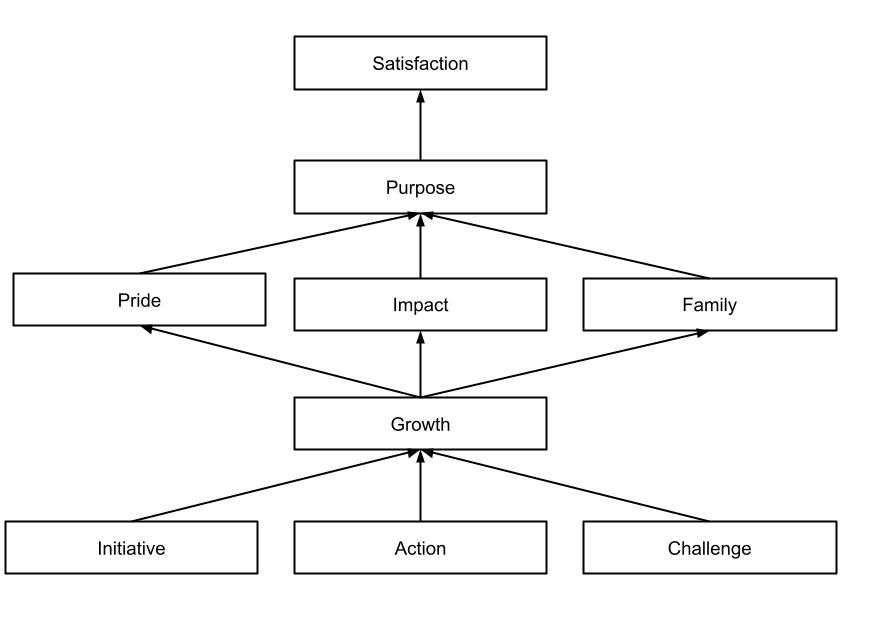 Satisfaction
Purpose
Pride
Impact
Family
Growth
Initiative
Action
Challenge